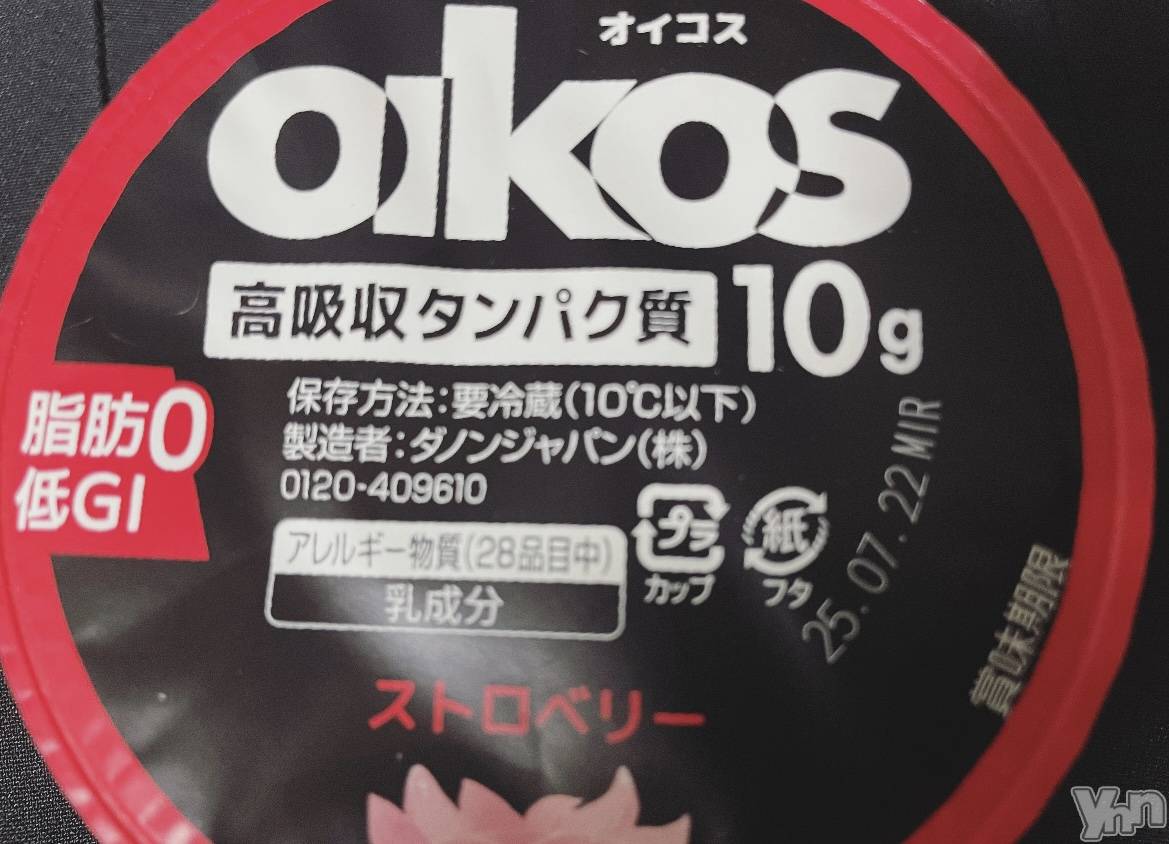 オイコス
oikos
高吸収タンパク質 10g
保存方法:要冷蔵(10℃以下)
製造者:ダノンジャパン(株)
0120-409610
脂肪0
低GI
アレルギー物質(28品目中)
乳成分
プラ
カップ
紙
フタ
25.07.22 MIR
賞味期限
ストロベリー
Ynn